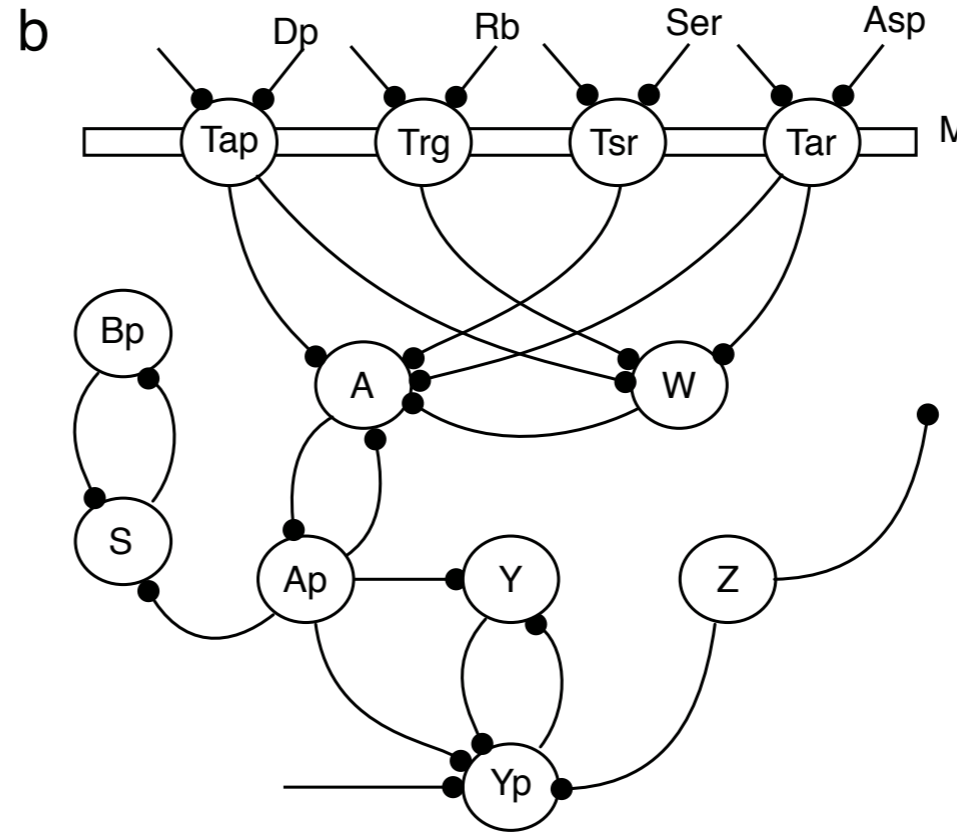 b
Dp Rb Ser Asp
Tap Trg Tsr Tar M
Bp
A W
S
Ap Y Z
Yp